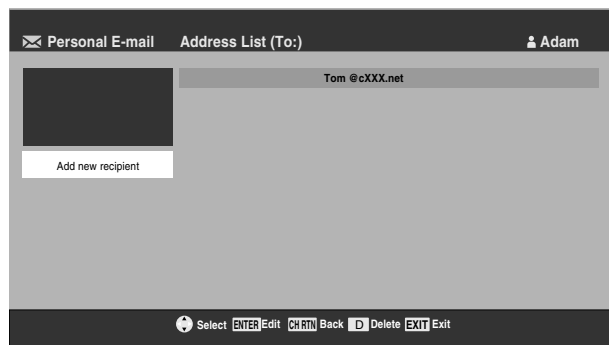 Personal E-mail Address List (To:) Adam
Tom @cXXX.net
Add new recipient
Select ENTER Edit CH RTN Back D Delete EXIT Exit